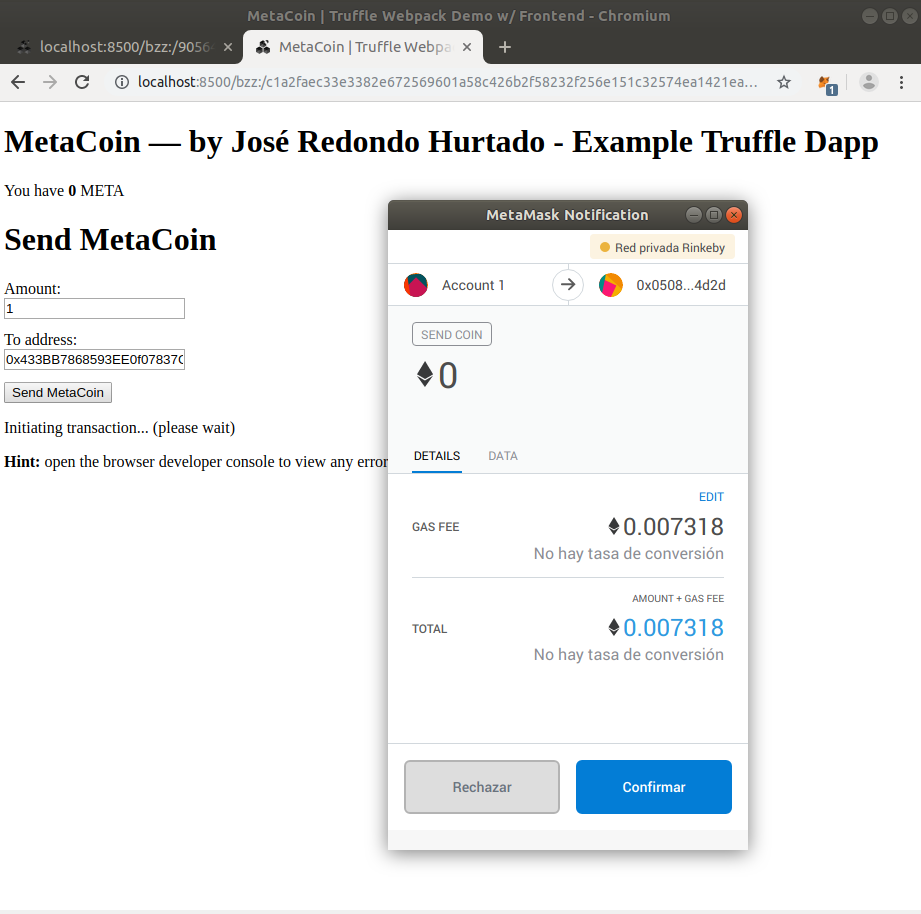 MetaCoin | Truffle Webpack Demo w/ Frontend - Chromium
localhost:8500/bzz:/9056
MetaCoin | Truffle Webpa
localhost:8500/bzz:/c1a2faec33e3382e672569601a58c426b2f58232f256e151c32574ea1421ea...
1
MetaCoin — by José Redondo Hurtado - Example Truffle Dapp
You have 0 META
Send MetaCoin
Amount:
1
To address:
0x433BB7868593EE0f07837
Send MetaCoin
Initiating transaction... (please wait)
Hint: open the browser developer console to view any error
MetaMask Notification
Red privada Rinkeby
Account 1
0x0508...4d2d
SEND COIN
0
DETAILS DATA
EDIT
GAS FEE 0.007318
No hay tasa de conversión
AMOUNT + GAS FEE
TOTAL 0.007318
No hay tasa de conversión
Rechazar Confirmar